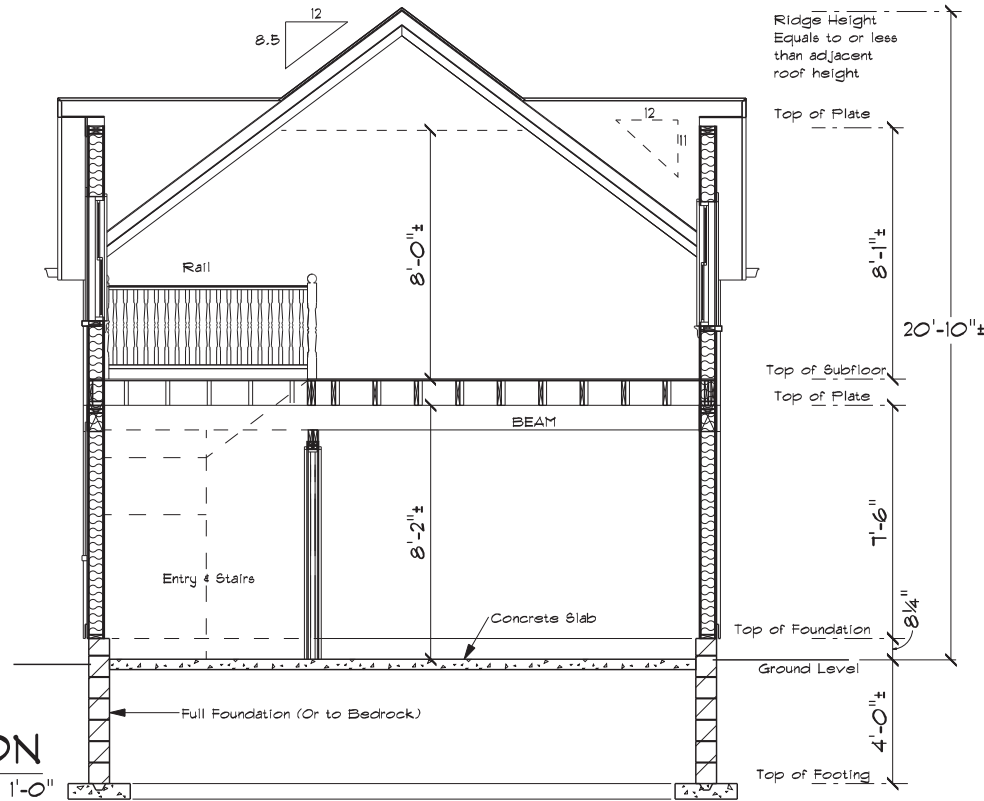 12
8.5
Ridge Height
Equals to or less
than adjacent
roof height
Top of Plate
12
11
8'-0"±
8'-1"±
Rail
20'-10"±
Top of Subfloor
Top of Plate
BEAM
8'-2"±
7'-6"
Entry & Stairs
Concrete Slab
8¼"
Top of Foundation
Ground Level
Full Foundation (Or to Bedrock)
4'-0"±
ON
1'-0"
Top of Footing